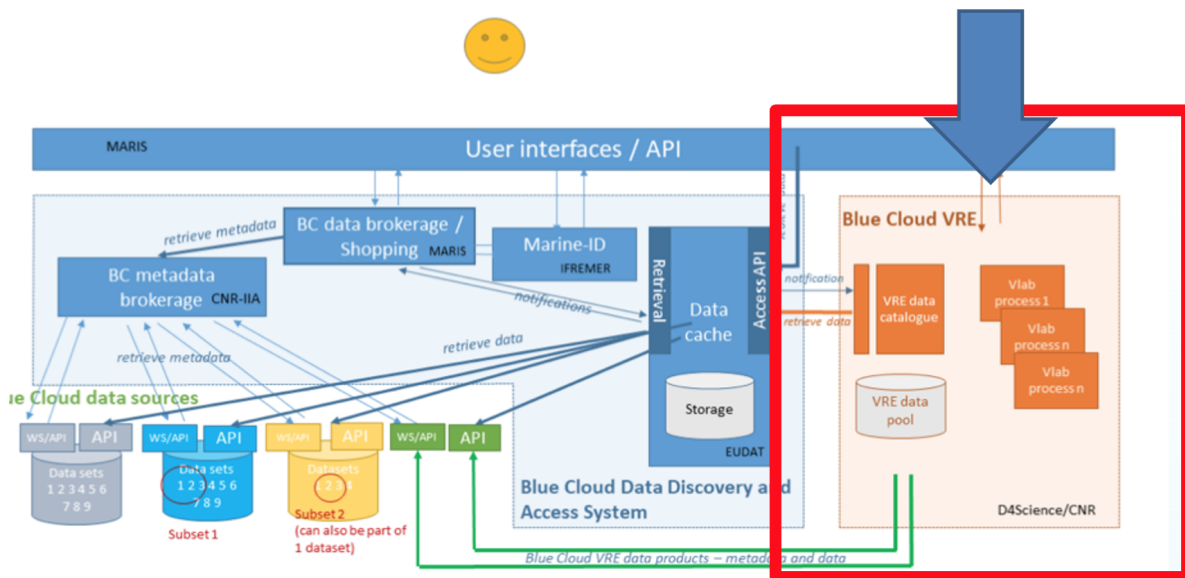 MARIS
User interfaces / API
BC data brokerage /
Shopping
MARIS
Marine-ID
IFREMER
retrieve metadata
BC metadata
brokerage
CNR-IIA
notifications
Retrieval
Data
cache
Access API
Storage
EUDAT
notification
retrieve data
Blue Cloud VRE
VRE data
catalogue
Vlab
process 1
Vlab
process n
Vlab
process n
VRE data
pool
D4Science/CNR
retrieve metadata
retrieve data
ue Cloud data sources
WS/API
API
WS/API
API
WS/API
API
WS/API
API
Data sets
1 2 3 4 5 6
7 8 9
Data sets
1 2 3 4 5 6
7 8 9
Datasets
1 2 3 4
Subset 1
Subset 2
(can also be part of
1 dataset)
Blue Cloud Data Discovery and
Access System
Blue Cloud VRE data products – metadata and data